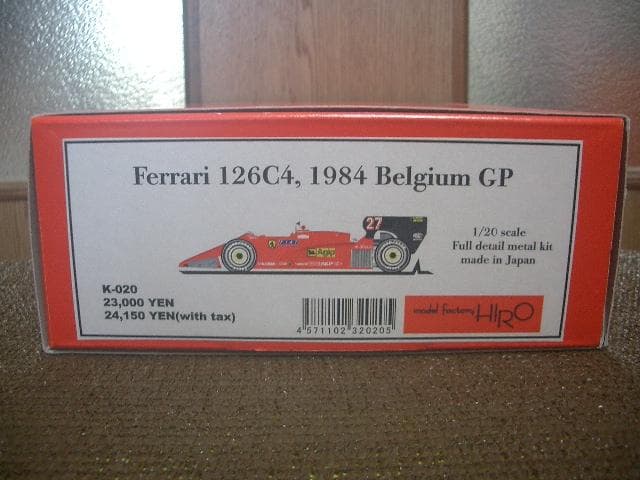 Ferrari 126C4, 1984 Belgium GP
27
1/20 scale
Full detail metal kit
made in Japan
K-020
23,000 YEN
24,150 YEN(with tax)
4 571102 320205
model factory HIRO